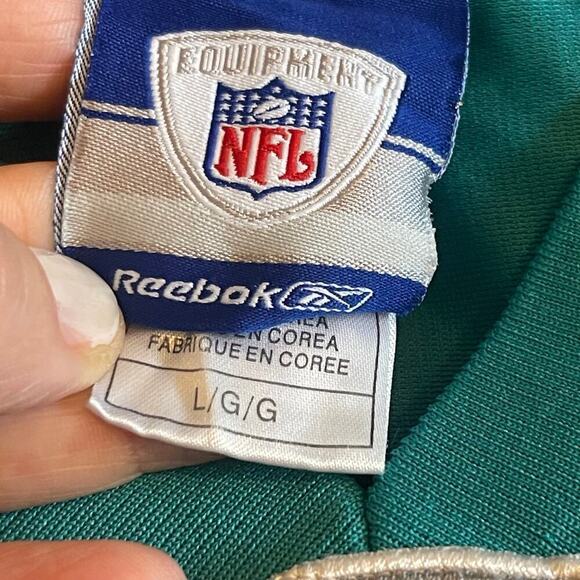 EQUIPMENT
NFL
Reebok
EN COREA
FABRIQUE EN COREE
L/G/G